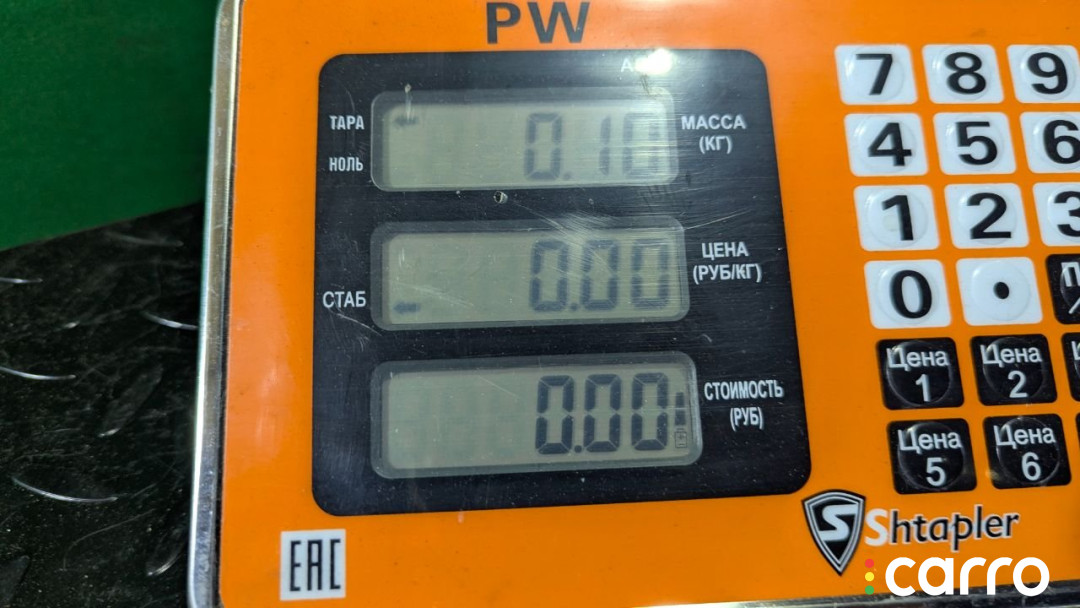 PW
ТАРА
НОЛЬ
0.10
МАССА
(КГ)
СТАБ
0.00
ЦЕНА
(РУБ/КГ)
0.00
СТОИМОСТЬ
(РУБ)
7 8 9
4 5 6
1 2 3
0 .
Цена 1
Цена 2
Цена 5
Цена 6
EAC
S Shtapler
carro